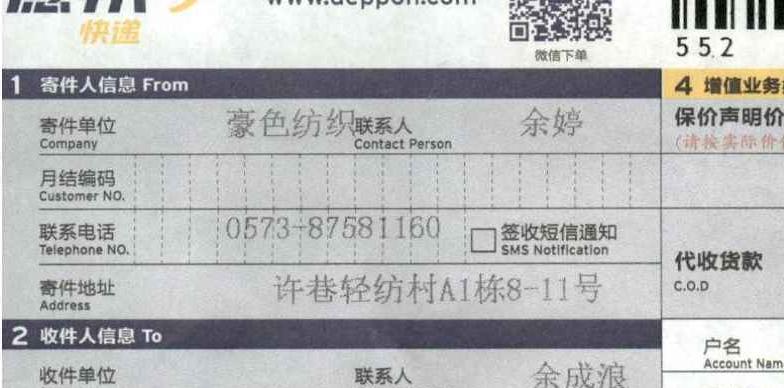 快递
www.deppon.com
微信下单
5 5 2
1 寄件人信息 From
4 增值业务
寄件单位 豪色纺织 联系人 余婷
Company Contact Person
保价声明价
(请按实际价
月结编码
Customer NO.
联系电话 0573-87581160 签收短信通知
Telephone NO. SMS Notification
代收货款
C.O.D
寄件地址 许巷轻纺村A1栋8-11号
Address
2 收件人信息 To
户名
Account Nam
收件单位 联系人 余成浪